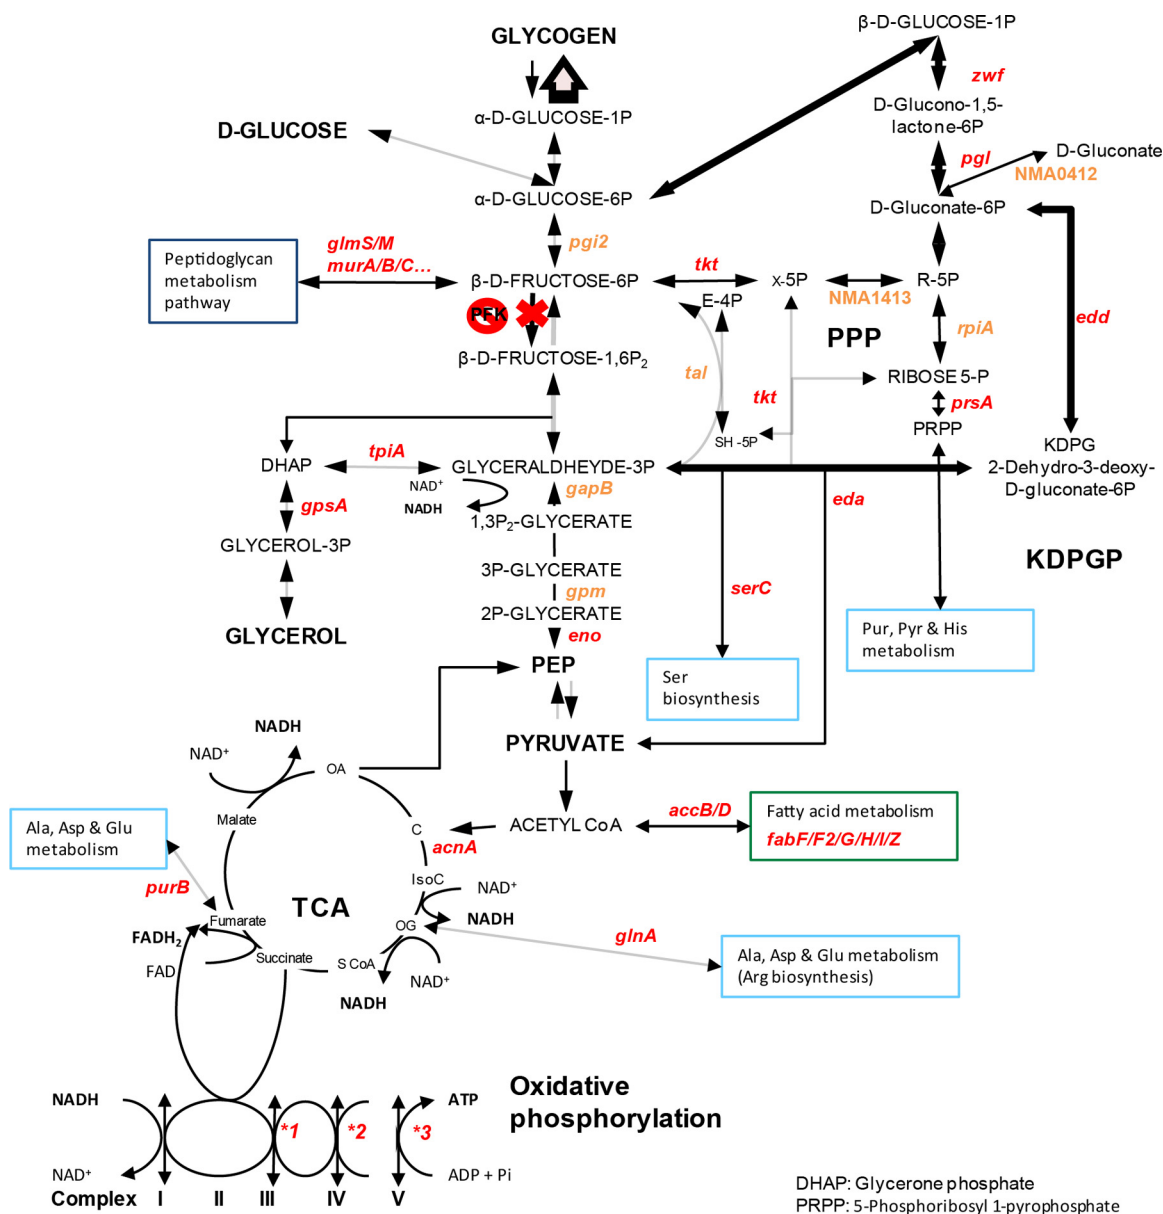 β-D-GLUCOSE-1P
GLYCOGEN
zwf
α-D-GLUCOSE-1P
D-Glucono-1,5-
lactone-6P
D-GLUCOSE
pgl
D-Gluconate
NMA0412
α-D-GLUCOSE-6P
D-Gluconate-6P
glmS/M
murA/B/C...
pgi2
Peptidoglycan
metabolism
pathway
β-D-FRUCTOSE-6P
tkt
X-5P
NMA1413
R-5P
E-4P
PFK
edd
PPP
rpiA
β-D-FRUCTOSE-1,6P₂
tal
tkt
RIBOSE 5-P
prsA
PRPP
SH -5P
tpiA
DHAP
GLYCERALDHEYDE-3P
KDPG
2-Dehydro-3-deoxy-
D-gluconate-6P
NAD⁺
gapB
NADH
eda
gpsA
1,3P₂-GLYCERATE
GLYCEROL-3P
KDPGP
3P-GLYCERATE
gpm
serC
2P-GLYCERATE
GLYCEROL
eno
Pur, Pyr & His
metabolism
PEP
Ser
biosynthesis
NADH
NAD⁺
PYRUVATE
OA
Ala, Asp & Glu
metabolism
Malate
C
acnA
ACETYL CoA
accB/D
Fatty acid metabolism
fabF/F2/G/H/I/Z
purB
IsoC
NAD⁺
TCA
NADH
Fumarate
OG
glnA
FADH₂
FAD
Succinate
S CoA
NAD⁺
NADH
Ala, Asp & Glu metabolism
(Arg biosynthesis)
Oxidative
phosphorylation
NADH
ATP
*1
*2
*3
NAD⁺
ADP + Pi
Complex I II III IV V
DHAP: Glycerone phosphate
PRPP: 5-Phosphoribosyl 1-pyrophosphate